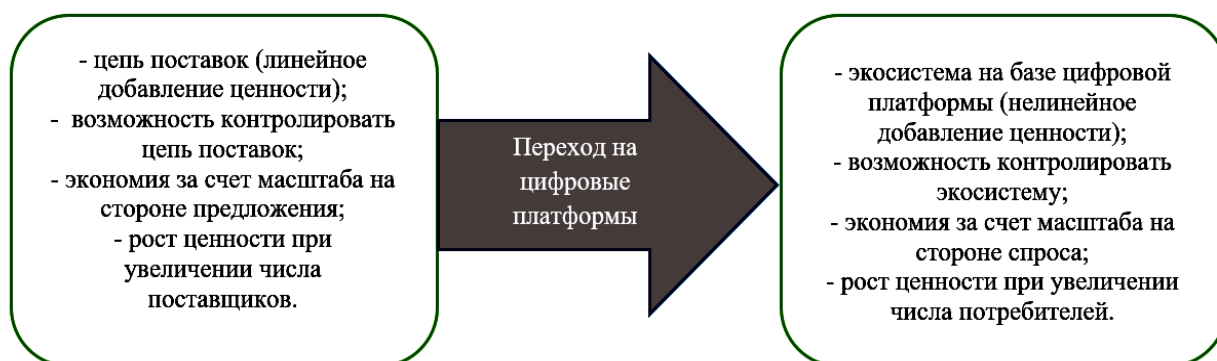 - цепь поставок (линейное
добавление ценности);
- возможность контролировать
цепь поставок;
- экономия за счет масштаба на
стороне предложения;
- рост ценности при
увеличении числа
поставщиков.
Переход на
цифровые
платформы
- экосистема на базе цифровой
платформы (нелинейное
добавление ценности);
- возможность контролировать
экосистему;
- экономия за счет масштаба на
стороне спроса;
- рост ценности при увеличении
числа потребителей.